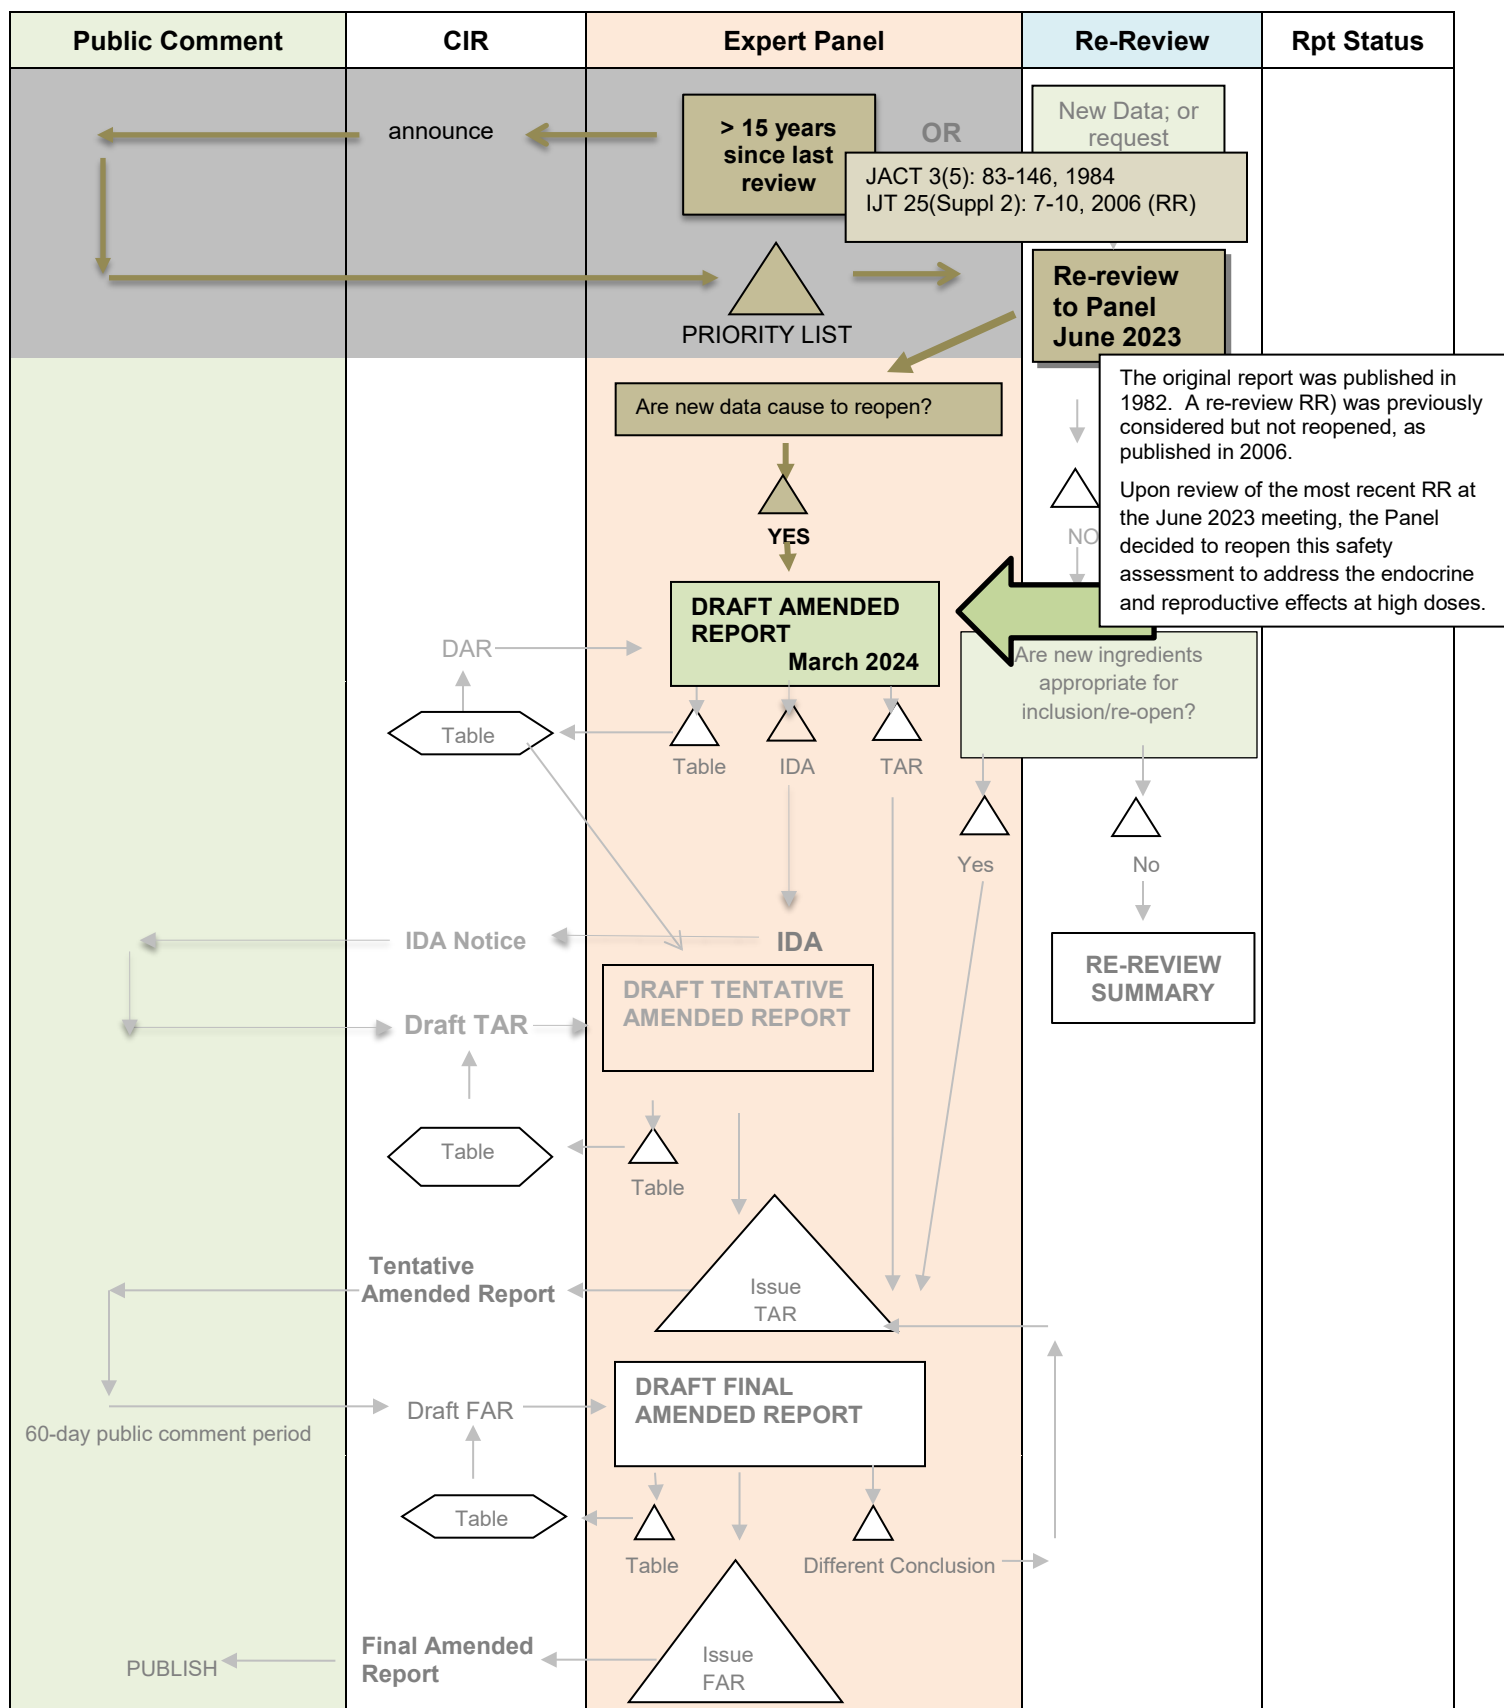 Public Comment
CIR
Expert Panel
Re-Review
Rpt Status
announce
> 15 years
since last
review
OR
New Data; or
request
JACT 3(5): 83-146, 1984
IJT 25(Suppl 2): 7-10, 2006 (RR)
PRIORITY LIST
Re-review
to Panel
June 2023
Are new data cause to reopen?
The original report was published in
1982.  A re-review RR) was previously
considered but not reopened, as
published in 2006.
Upon review of the most recent RR at
the June 2023 meeting, the Panel
decided to reopen this safety
assessment to address the endocrine
and reproductive effects at high doses.
YES
NO
DRAFT AMENDED
REPORT
March 2024
DAR
Table
Table
IDA
TAR
Are new ingredients
appropriate for
inclusion/re-open?
Yes
No
IDA Notice
IDA
RE-REVIEW
SUMMARY
Draft TAR
DRAFT TENTATIVE
AMENDED REPORT
Table
Table
Tentative
Amended Report
Issue
TAR
60-day public comment period
Draft FAR
DRAFT FINAL
AMENDED REPORT
Table
Table
Different Conclusion
PUBLISH
Final Amended
Report
Issue
FAR